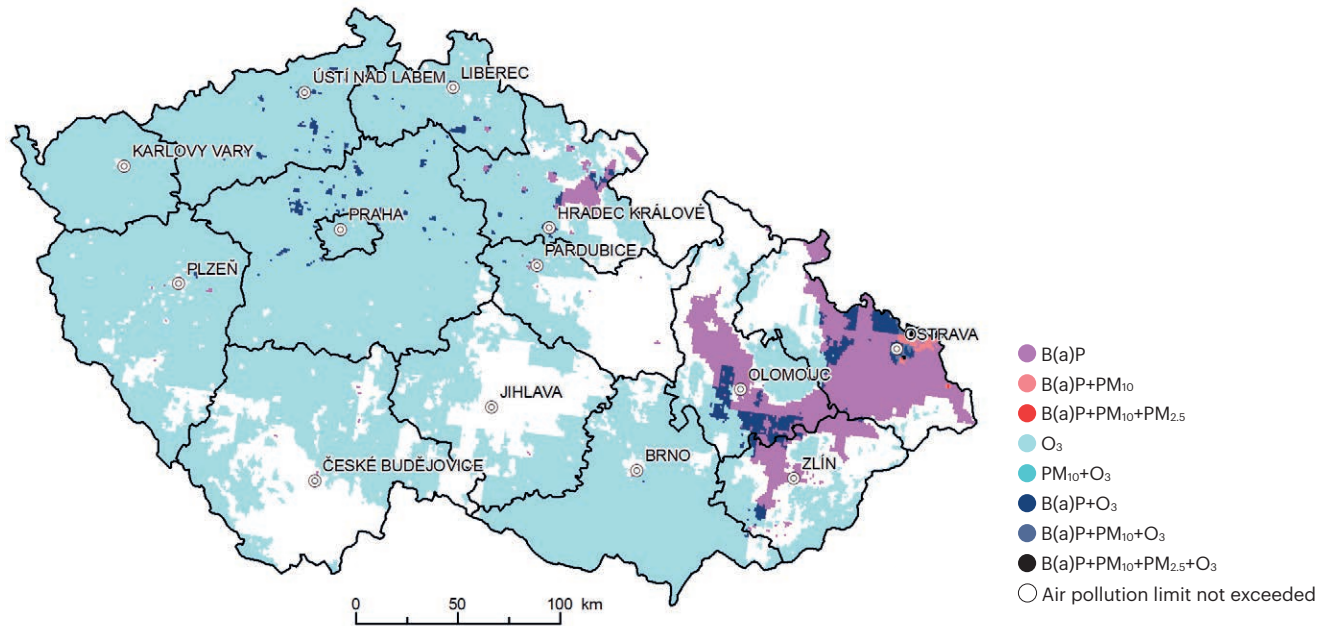 ÚSTÍ NAD LABEM
LIBEREC
KARLOVY VARY
PRAHA
HRADEC KRÁLOVÉ
PARDUBICE
PLZEŇ
OSTRAVA
OLOMOUC
JIHLAVA
BRNO
ZLÍN
ČESKÉ BUDĚJOVICE
0 50 100 km
B(a)P
B(a)P+PM₁₀
B(a)P+PM₁₀+PM₂.₅
O₃
PM₁₀+O₃
B(a)P+O₃
B(a)P+PM₁₀+O₃
B(a)P+PM₁₀+PM₂.₅+O₃
Air pollution limit not exceeded